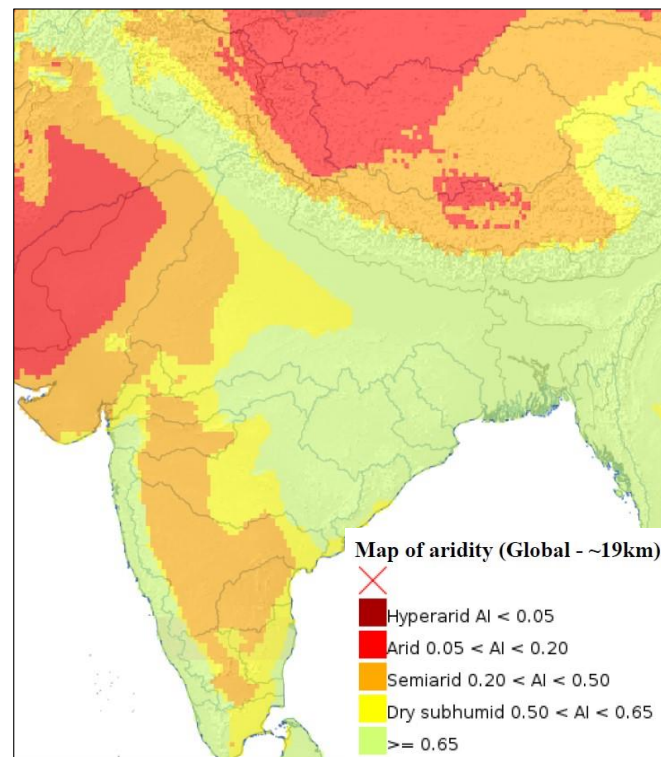 Map of aridity (Global - ~19km)
Hyperarid AI < 0.05
Arid 0.05 < AI < 0.20
Semiarid 0.20 < AI < 0.50
Dry subhumid 0.50 < AI < 0.65
>= 0.65